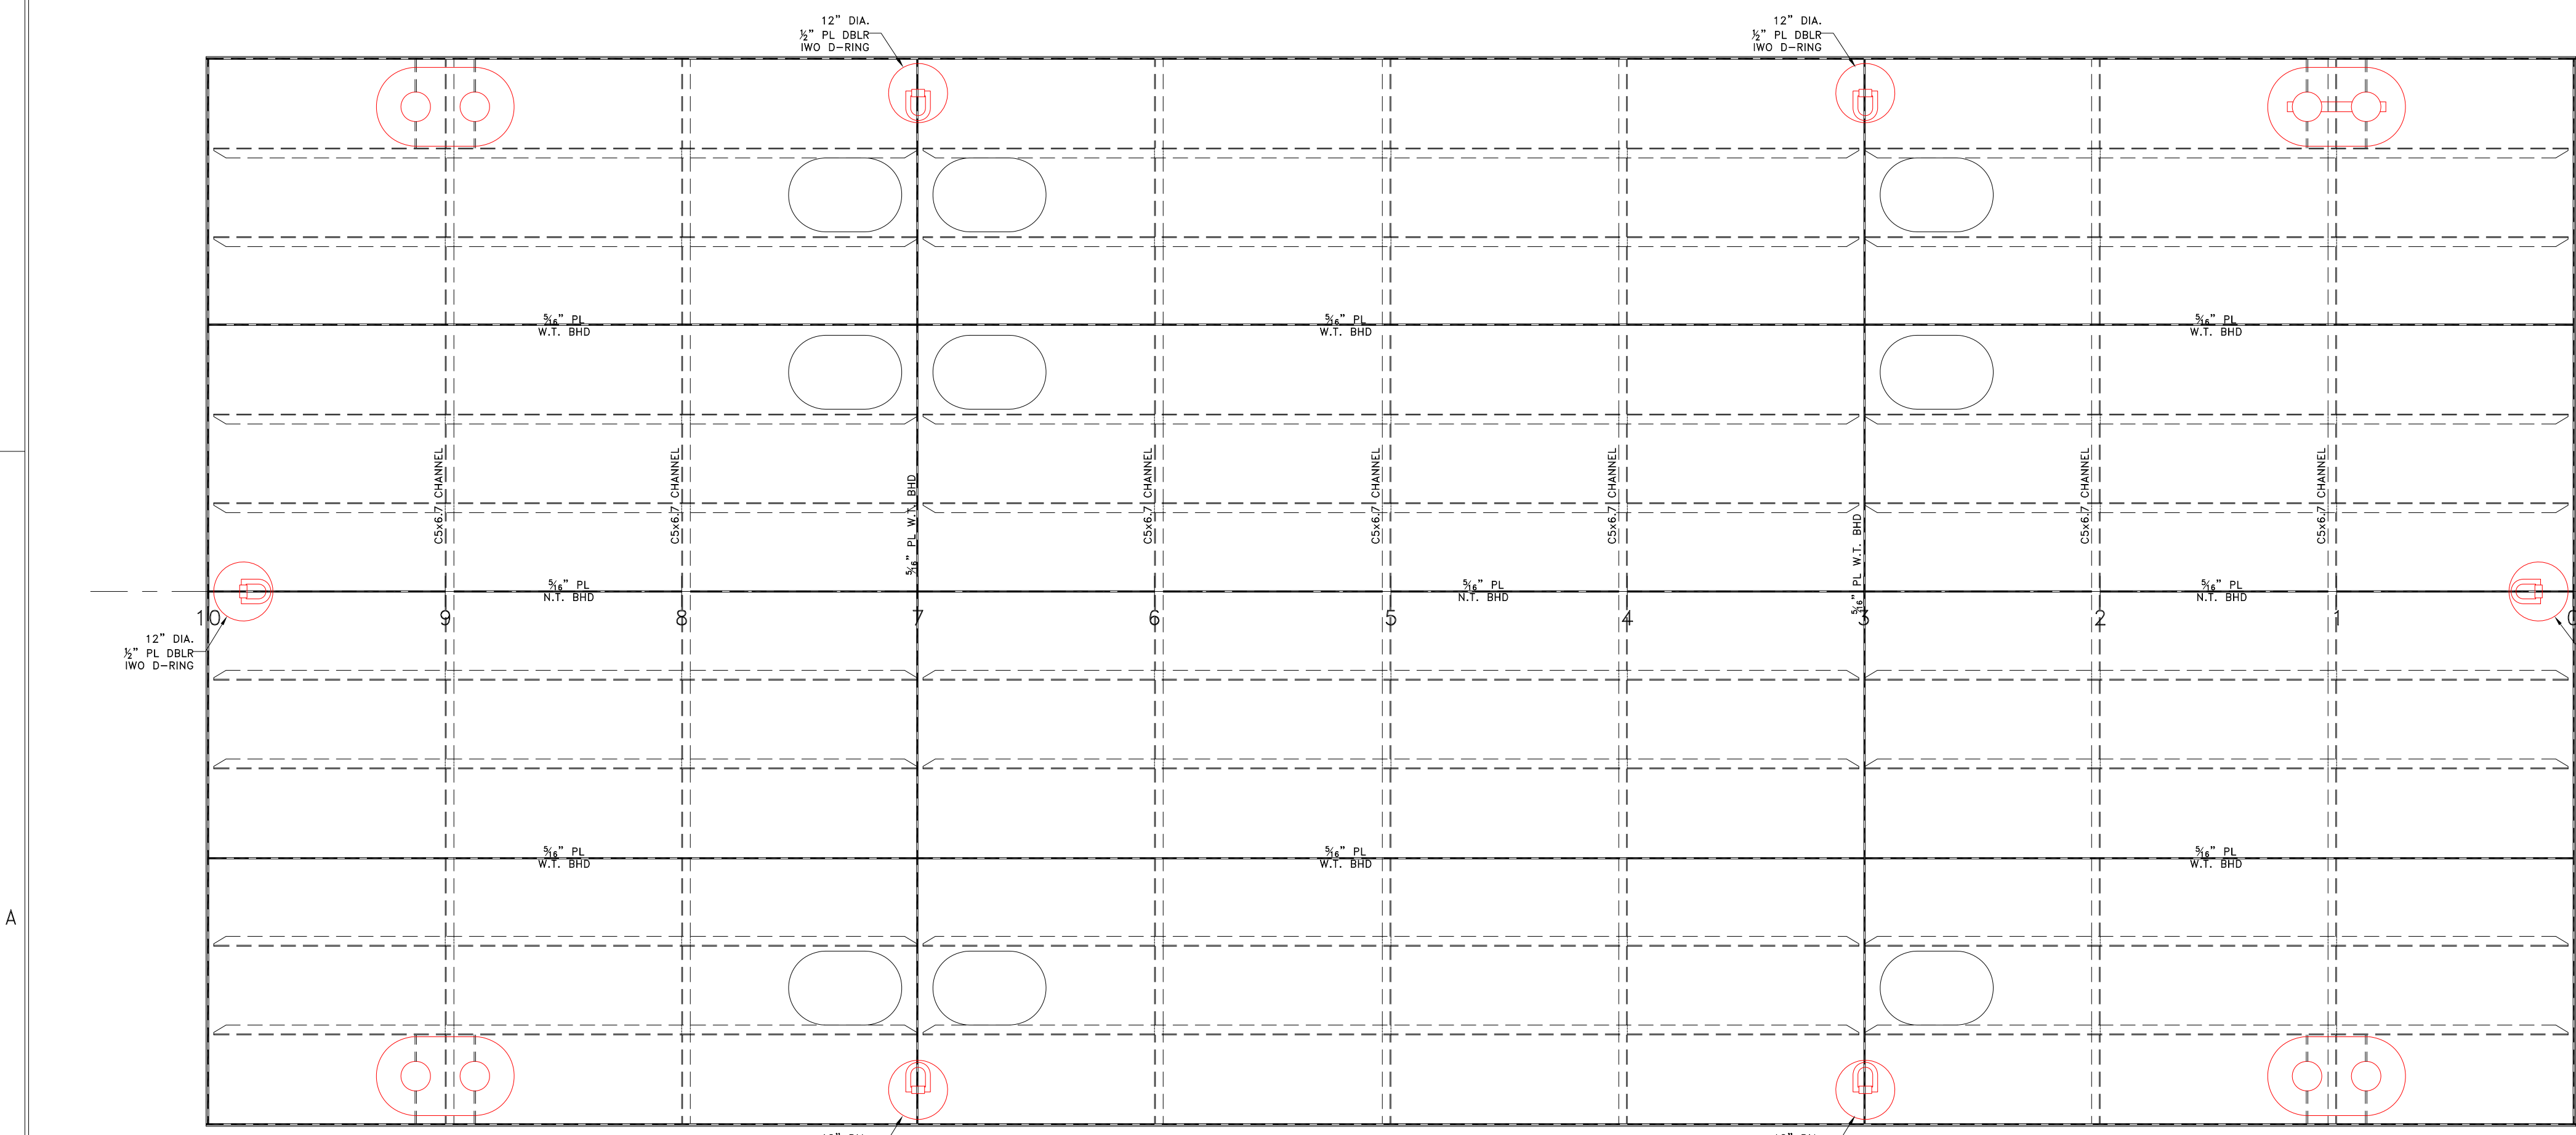 12" DIA.
½" PL DBLR
IWO D-RING
12" DIA.
½" PL DBLR
IWO D-RING
5/16" PL
W.T. BHD
5/16" PL
W.T. BHD
5/16" PL
W.T. BHD
C5x6.7 CHANNEL
C5x6.7 CHANNEL
5/16" PL W.T. BHD
C5x6.7 CHANNEL
C5x6.7 CHANNEL
C5x6.7 CHANNEL
5/16" PL W.T. BHD
C5x6.7 CHANNEL
C5x6.7 CHANNEL
5/16" PL
N.T. BHD
5/16" PL
N.T. BHD
5/16" PL
N.T. BHD
10 9 8 7 6 5 4 3 2 1 0
12" DIA.
½" PL DBLR
IWO D-RING
5/16" PL
W.T. BHD
5/16" PL
W.T. BHD
5/16" PL
W.T. BHD
A